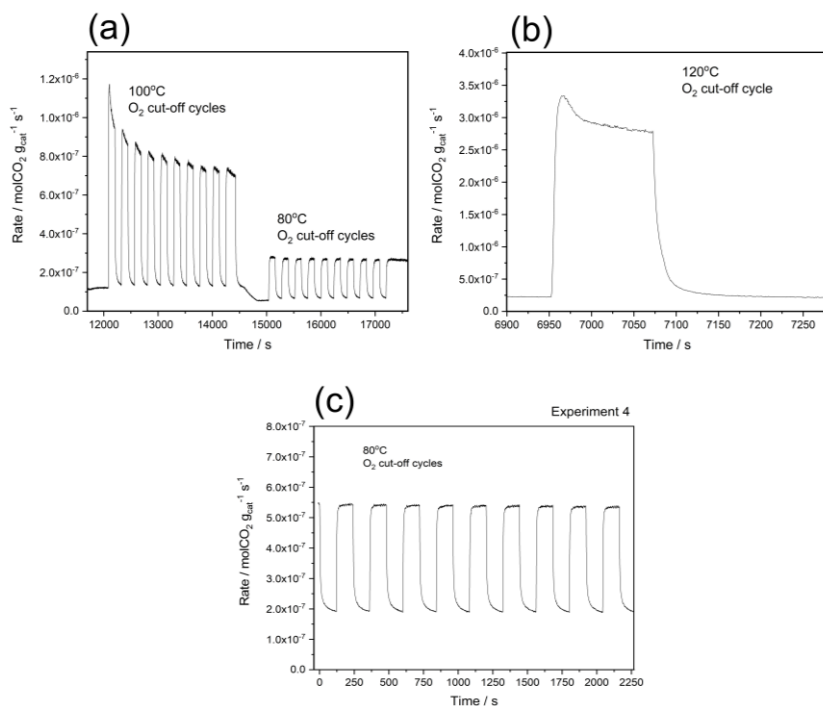 (a)
100°C
O₂ cut-off cycles
80°C
O₂ cut-off cycles
1.2x10⁻⁶
1.0x10⁻⁶
8.0x10⁻⁷
6.0x10⁻⁷
4.0x10⁻⁷
2.0x10⁻⁷
0.0
Rate / molCO₂ g_cat⁻¹ s⁻¹
12000 13000 14000 15000 16000 17000
Time / s
(b)
120°C
O₂ cut-off cycle
4.0x10⁻⁶
3.5x10⁻⁶
3.0x10⁻⁶
2.5x10⁻⁶
2.0x10⁻⁶
1.5x10⁻⁶
1.0x10⁻⁶
5.0x10⁻⁷
0.0
Rate / molCO₂ g_cat⁻¹ s⁻¹
6900 6950 7000 7050 7100 7150 7200 7250
Time / s
(c)
Experiment 4
80°C
O₂ cut-off cycles
8.0x10⁻⁷
7.0x10⁻⁷
6.0x10⁻⁷
5.0x10⁻⁷
4.0x10⁻⁷
3.0x10⁻⁷
2.0x10⁻⁷
1.0x10⁻⁷
0.0
Rate / molCO₂ g_cat⁻¹ s⁻¹
0 250 500 750 1000 1250 1500 1750 2000 2250
Time / s